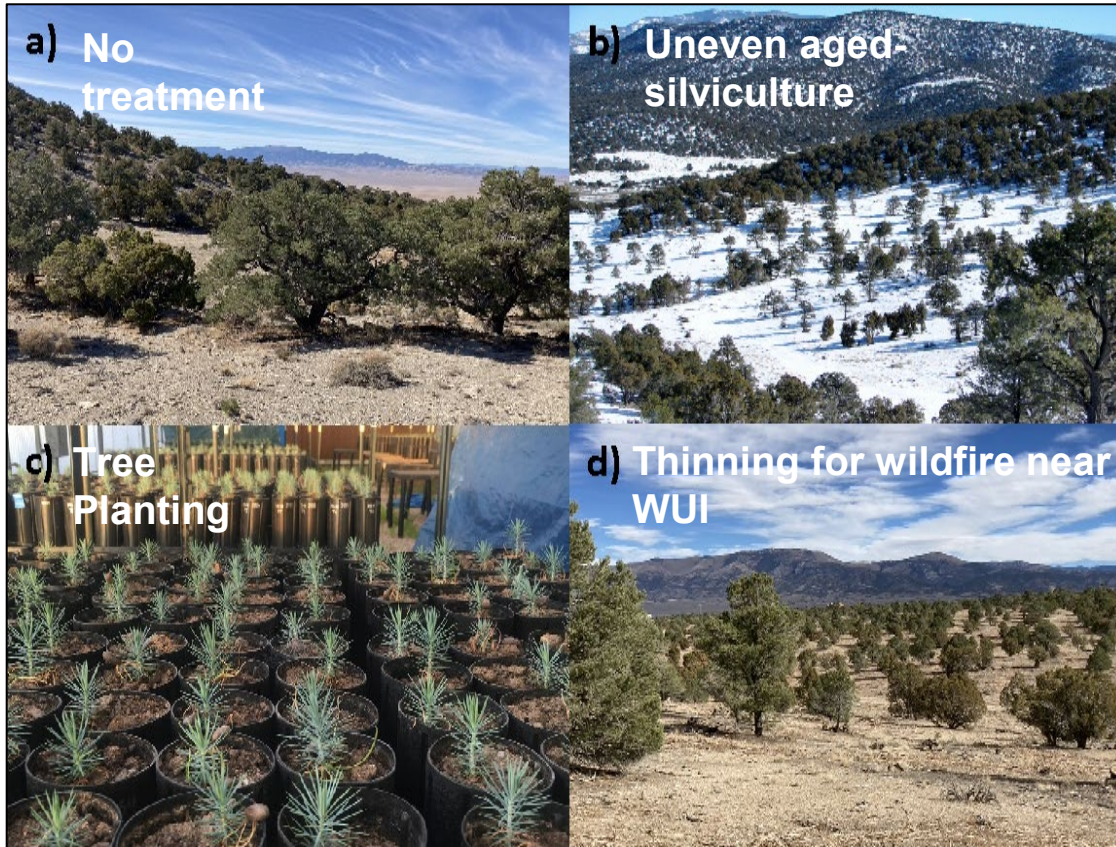 a) No
treatment
b) Uneven aged-
silviculture
c) Tree
Planting
d) Thinning for wildfire near
WUI